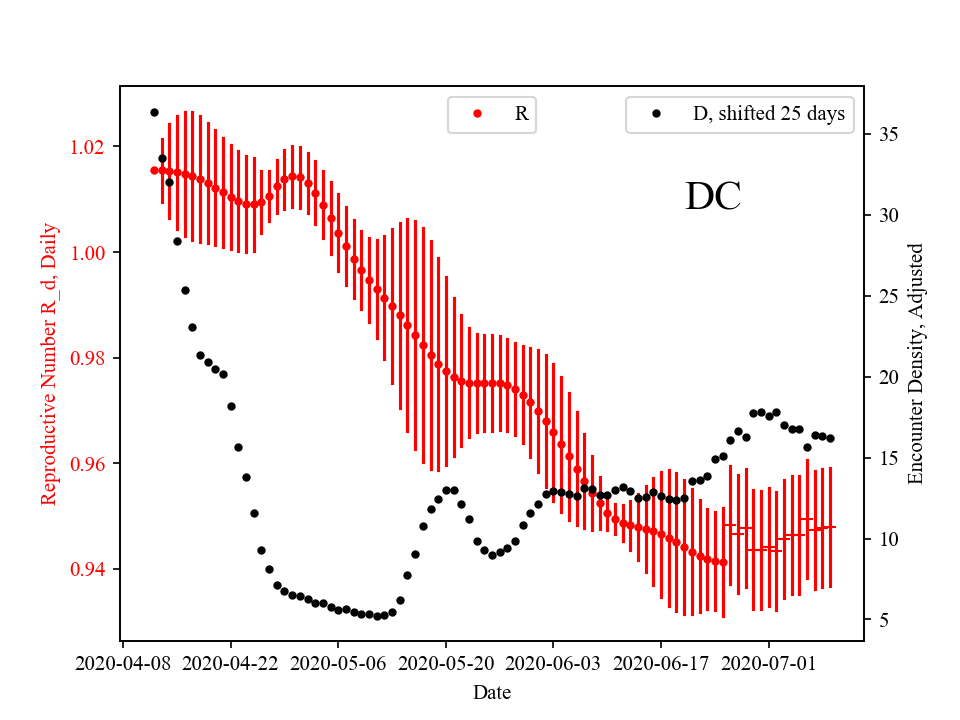 R
D, shifted 25 days
DC
Reproductive Number R_d, Daily
1.02
1.00
0.98
0.96
0.94
35
30
25
20
15
10
5
Encounter Density, Adjusted
2020-04-08 2020-04-22 2020-05-06 2020-05-20 2020-06-03 2020-06-17 2020-07-01
Date